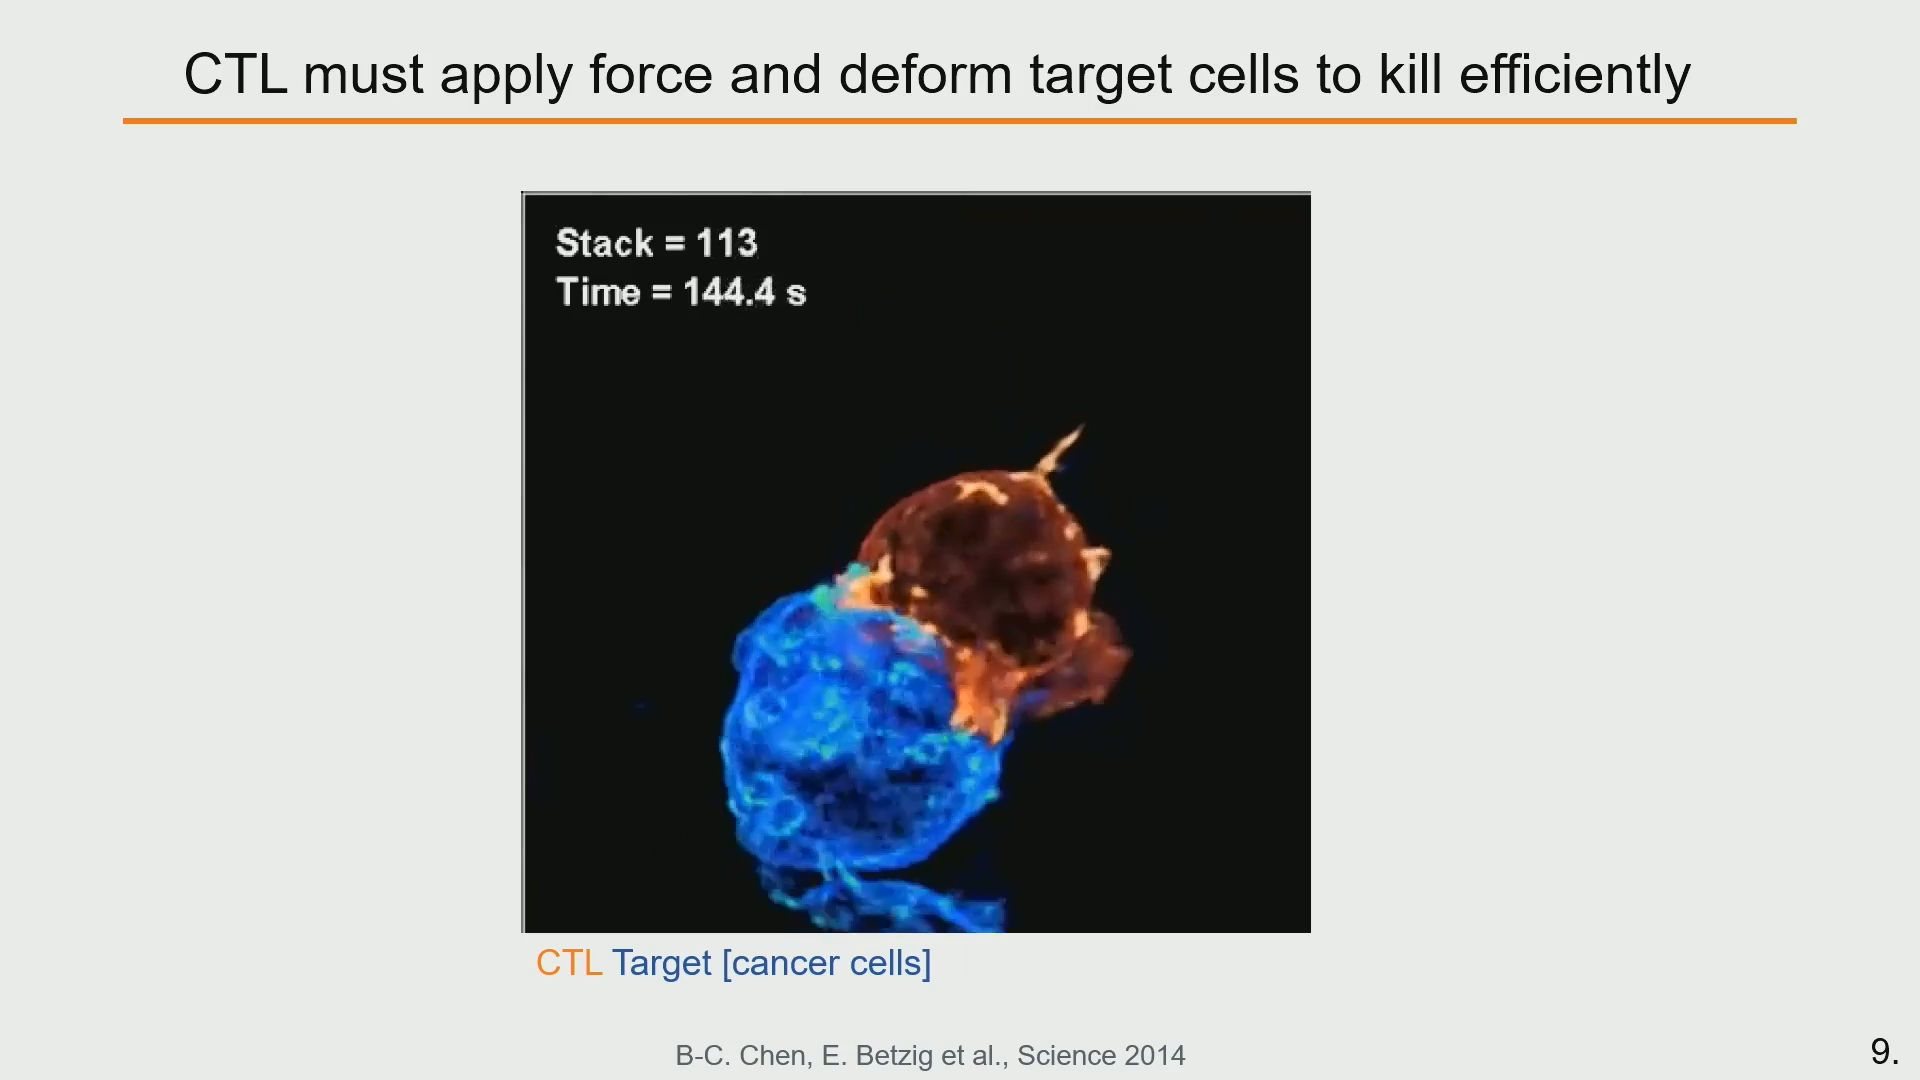 CTL must apply force and deform target cells to kill efficiently
Stack = 113
Time = 144.4 s
CTL Target [cancer cells]
B-C. Chen, E. Betzig et al., Science 2014
9.